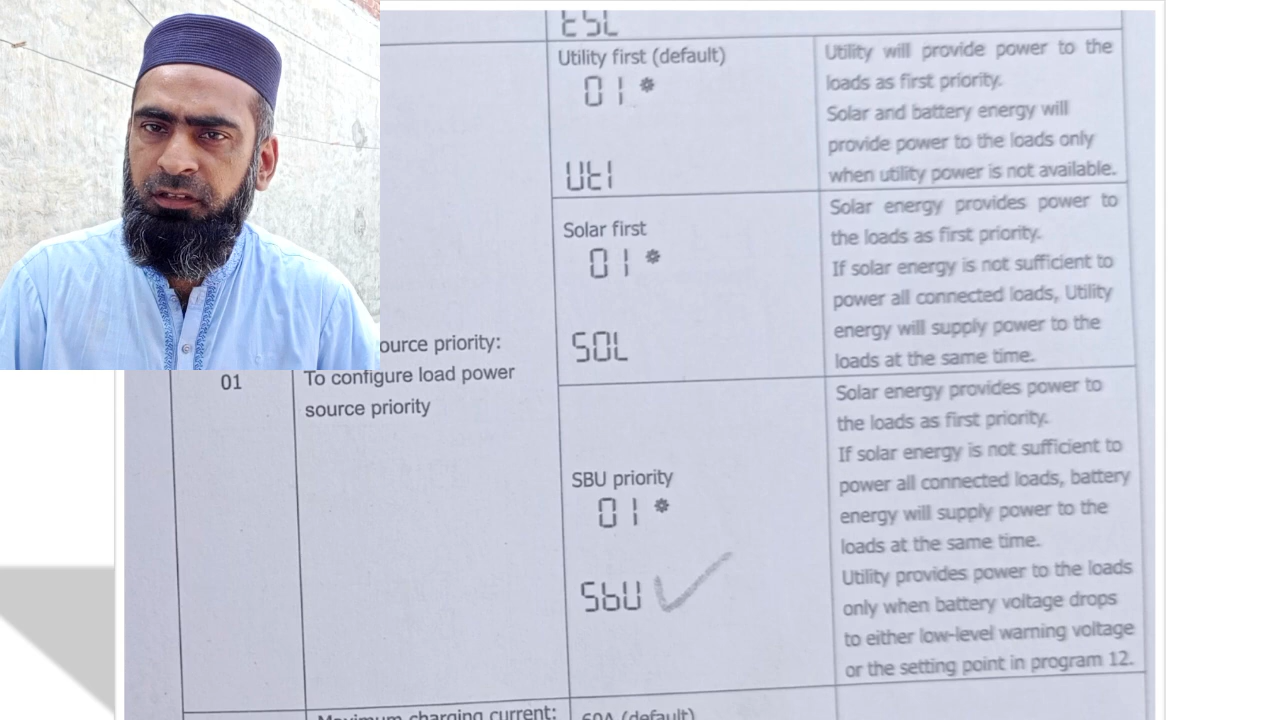 tSL
Utility first (default)
01
UtI
Utility will provide power to the
loads as first priority.
Solar and battery energy will
provide power to the loads only
when utility power is not available.
Solar first
01
SOL
Solar energy provides power to
the loads as first priority.
If solar energy is not sufficient to
power all connected loads, Utility
energy will supply power to the
loads at the same time.
01
ource priority:
To configure load power
source priority
SBU priority
01
SbU
Solar energy provides power to
the loads as first priority.
If solar energy is not sufficient to
power all connected loads, battery
energy will supply power to the
loads at the same time.
Utility provides power to the loads
only when battery voltage drops
to either low-level warning voltage
or the setting point in program 12.
Maximum charging current:
60A (default)